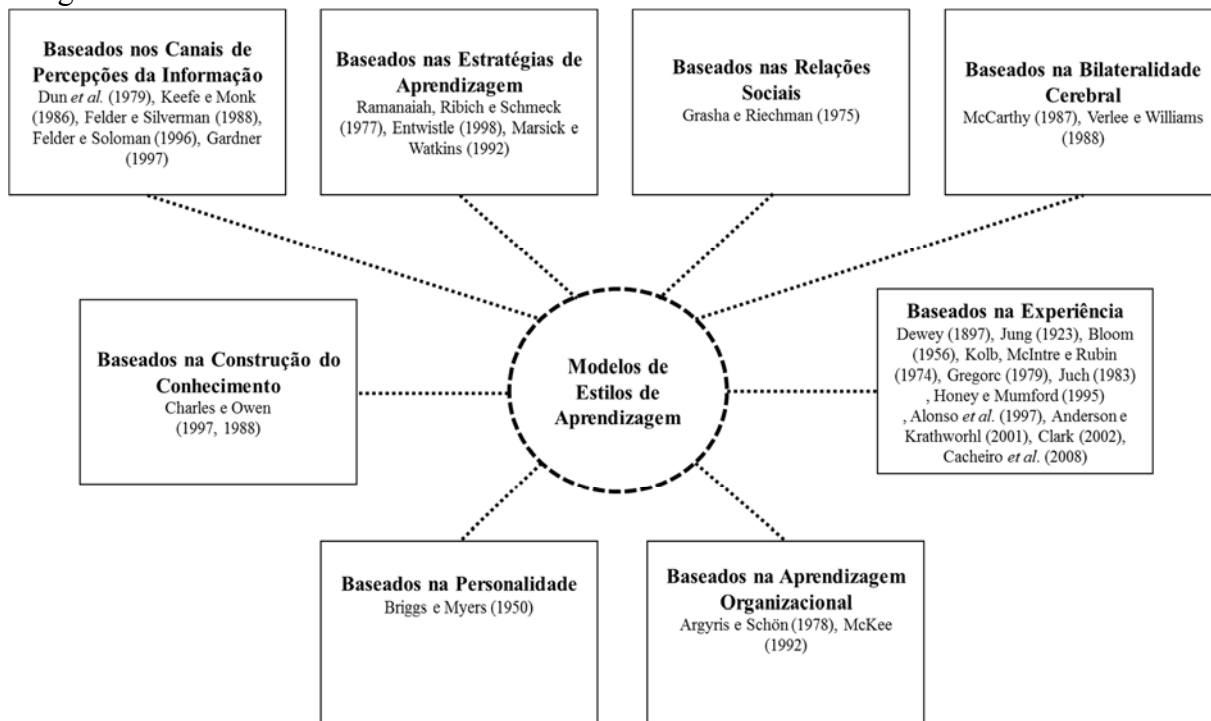 Baseados nos Canais de
Percepções da Informação
Dun et al. (1979), Keefe e Monk
(1986), Felder e Silverman (1988),
Felder e Soloman (1996), Gardner
(1997)
Baseados nas Estratégias de
Aprendizagem
Ramanaiah, Ribich e Schmeck
(1977), Entwistle (1998), Marsick e
Watkins (1992)
Baseados nas Relações
Sociais
Grasha e Riechman (1975)
Baseados na Bilateralidade
Cerebral
McCarthy (1987), Verlee e Williams
(1988)
Baseados na Construção do
Conhecimento
Charles e Owen
(1997, 1988)
Modelos de
Estilos de
Aprendizagem
Baseados na Experiência
Dewey (1897), Jung (1923), Bloom
(1956), Kolb, McIntre e Rubin
(1974), Gregorc (1979), Juch (1983)
, Honey e Mumford (1995)
, Alonso et al. (1997), Anderson e
Krathworhl (2001), Clark (2002),
Cacheiro et al. (2008)
Baseados na Personalidade
Briggs e Myers (1950)
Baseados na Aprendizagem
Organizacional
Argyris e Schön (1978), McKee
(1992)